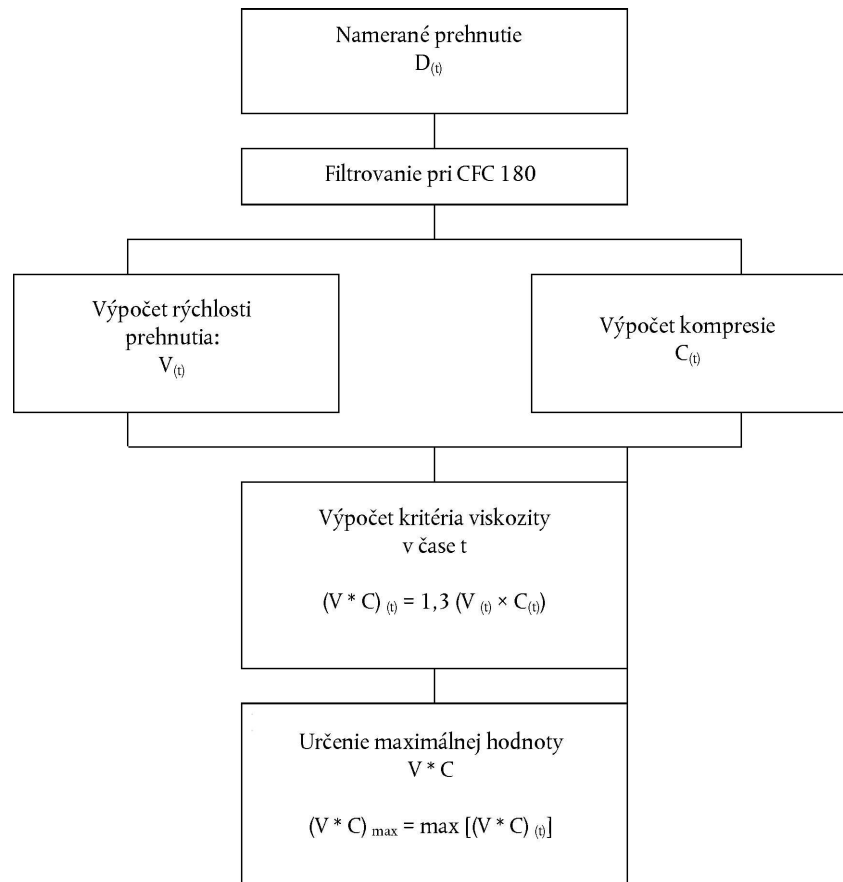 Namerané prehnutie
D(t)
Filtrovanie pri CFC 180
Výpočet rýchlosti
prehnutia:
V(t)
Výpočet kompresie
C(t)
Výpočet kritéria viskozity
v čase t
(V * C) (t) = 1,3 (V (t) × C(t))
Určenie maximálnej hodnoty
V * C
(V * C) max = max [(V * C) (t)]